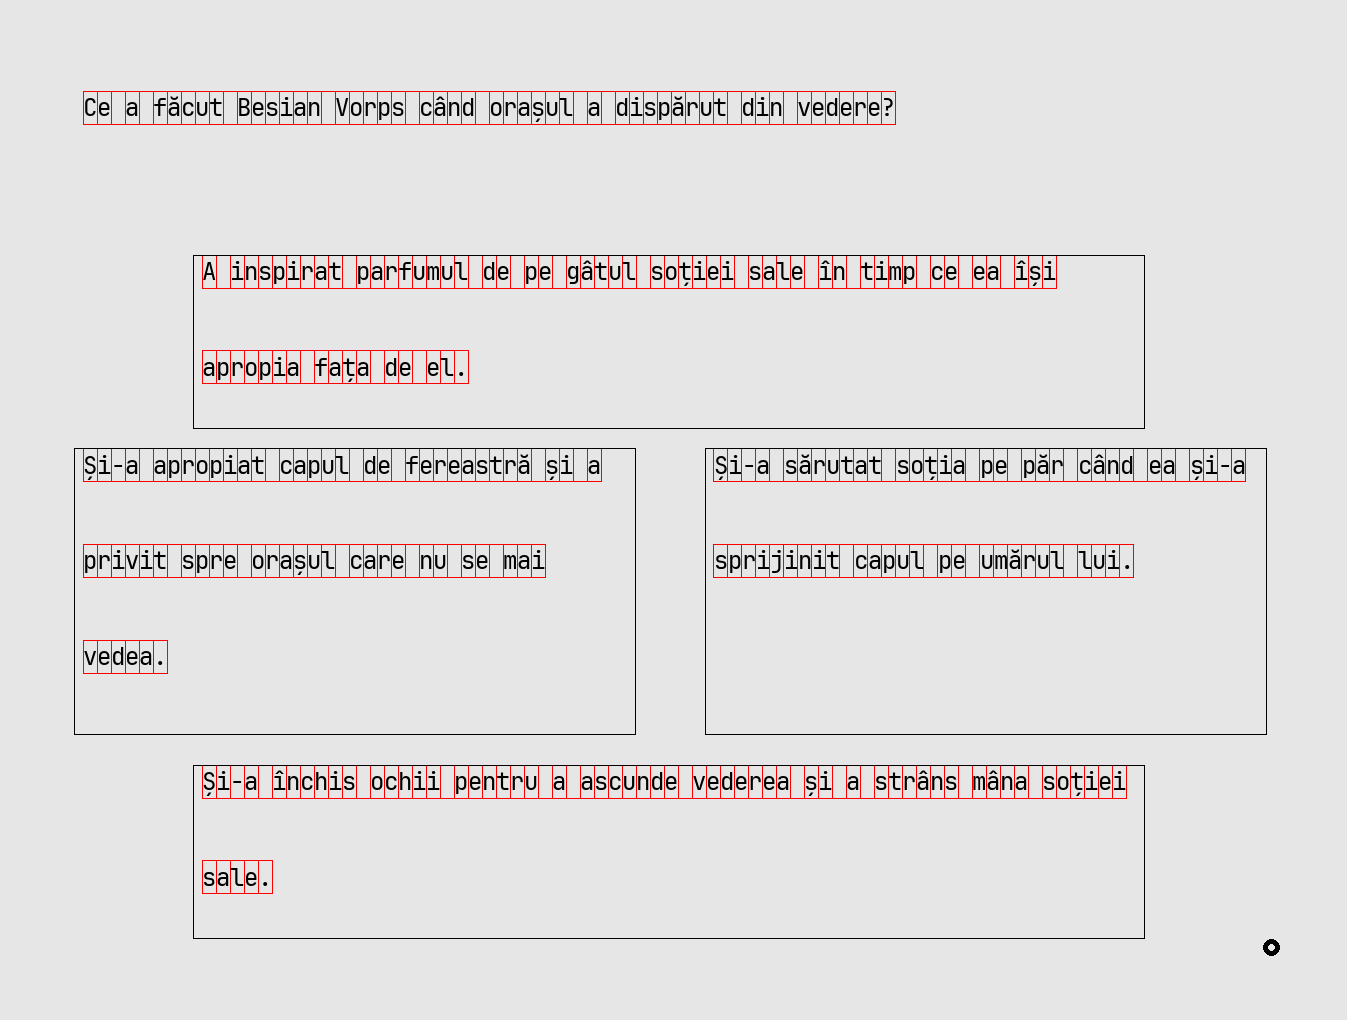 Ce a făcut Besian Vorps când orașul a dispărut din vedere?
A inspirat parfumul de pe gâtul soției sale în timp ce ea își
apropia fața de el.
Și-a apropiat capul de fereastră și a
privit spre orașul care nu se mai
vedea.
Și-a sărutat soția pe păr când ea și-a
sprijinit capul pe umărul lui.
Și-a închis ochii pentru a ascunde vederea și a strâns mâna soției
sale.